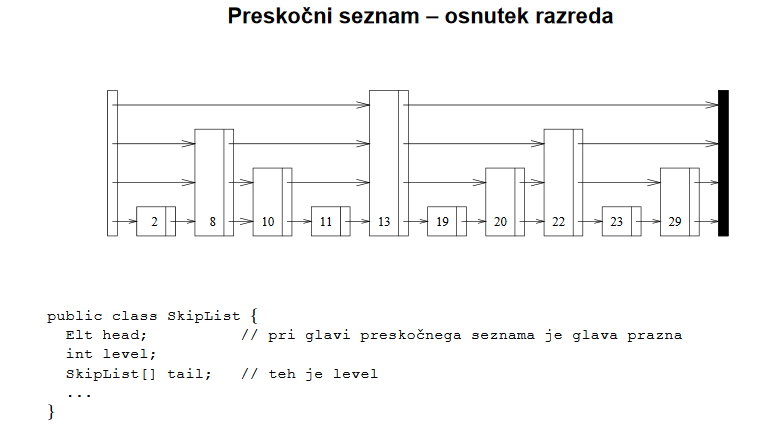 Preskočni seznam – osnutek razreda
2 8 10 11 13 19 20 22 23 29
public class SkipList {
Elt head; // pri glavi preskočnega seznama je glava prazna
int level;
SkipList[] tail; // teh je level
...
}